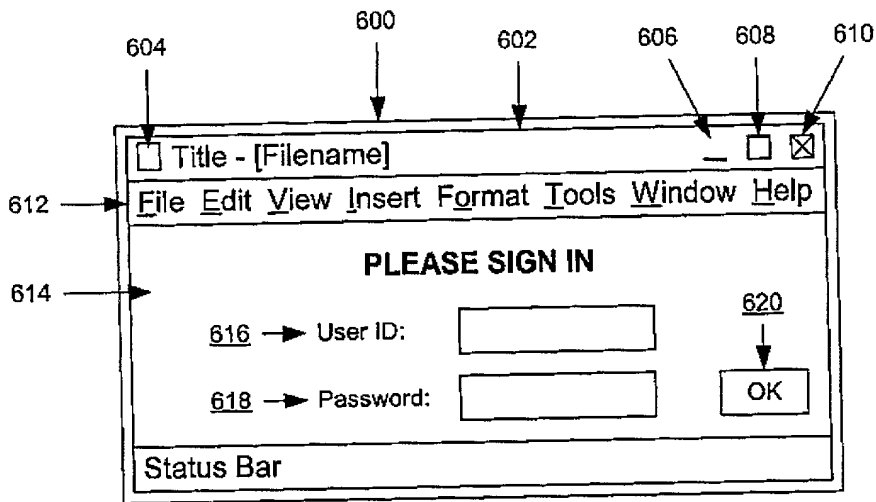 600
604
602
606
608
610
Title - [Filename]
612
File Edit View Insert Format Tools Window Help
PLEASE SIGN IN
614
620
616
User ID:
618
Password:
OK
Status Bar